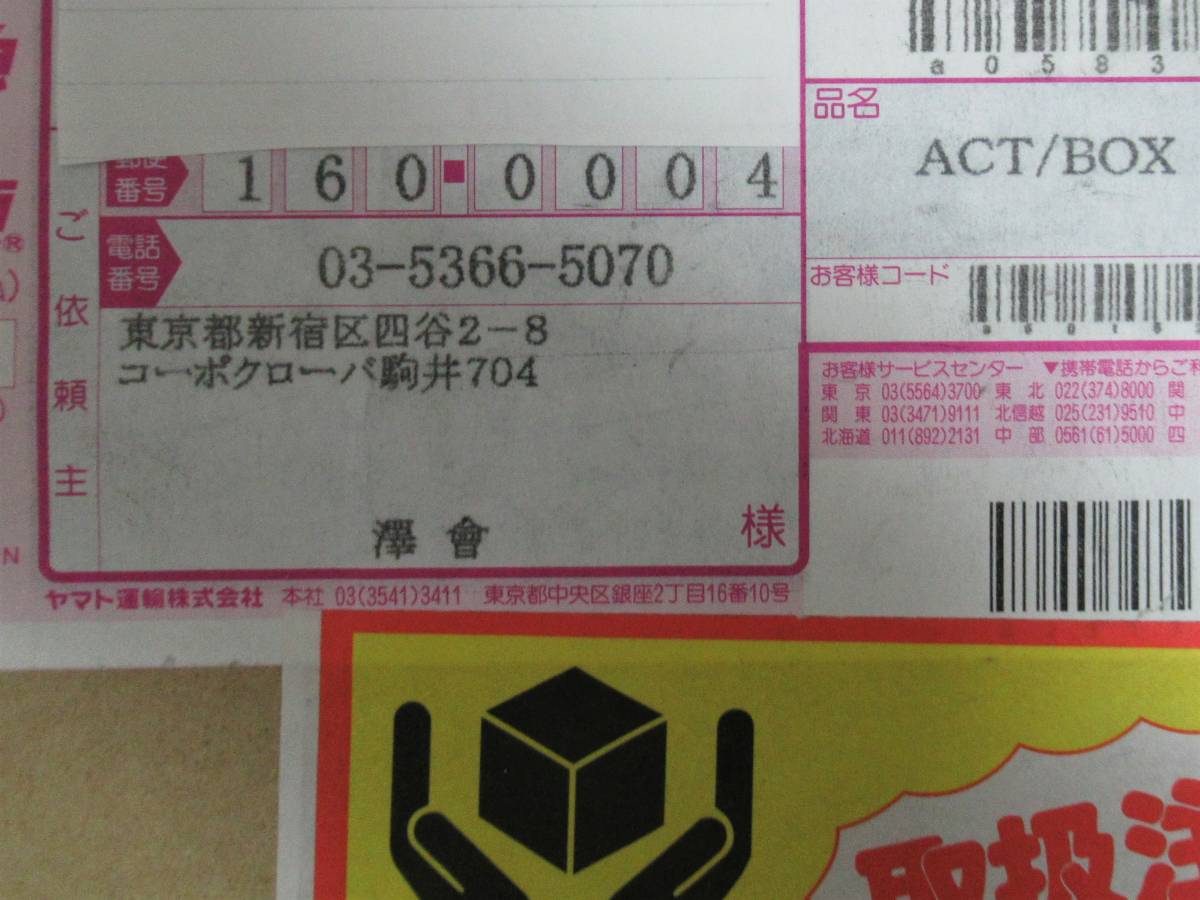 a0583
品名
ACT/BOX
郵便番号 160-0004
電話番号 03-5366-5070
お客様コード
ご依頼主
東京都新宿区四谷2-8
コーポクローバ駒井704
澤會 様
お客様サービスセンター ▼携帯電話からご
東京 03(5564)3700 東北 022(374)8000 関
関東 03(3471)9111 北信越 025(231)9510 中
北海道 011(892)2131 中部 0561(61)5000 四
ヤマト運輸株式会社 本社 03(3541)3411 東京都中央区銀座2丁目16番10号
取扱注